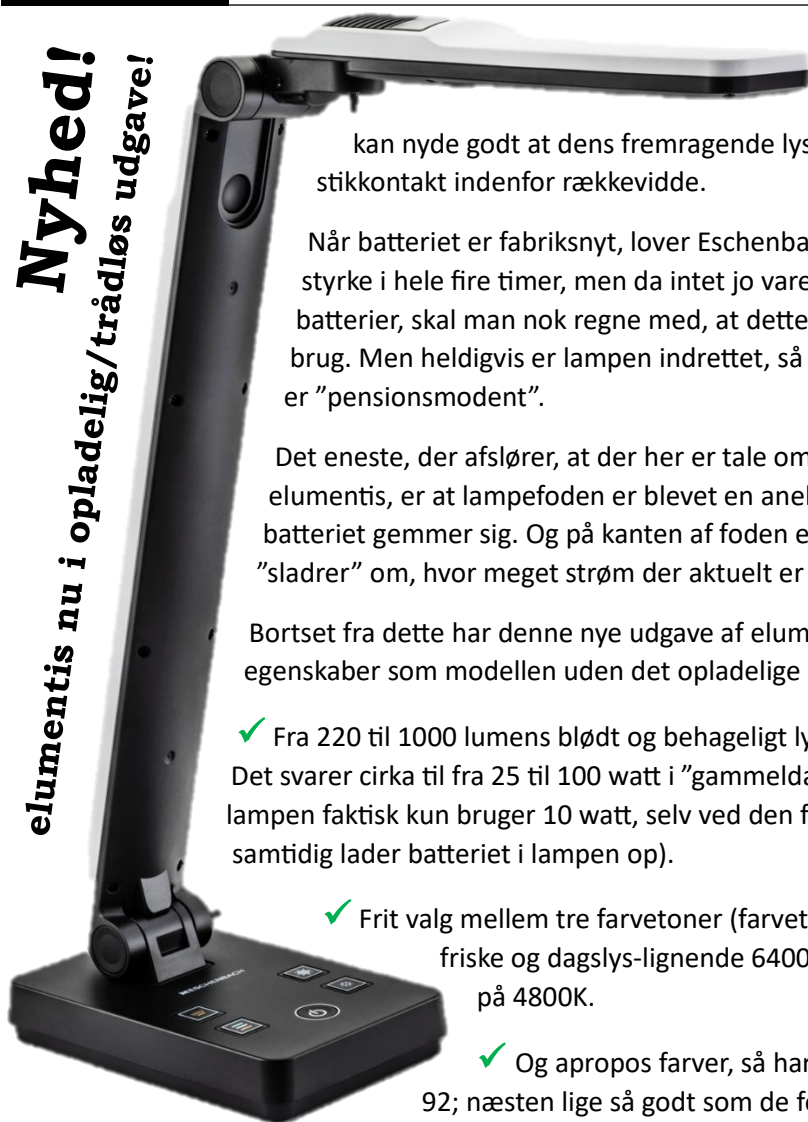 Nyhed!
elumentis nu i opladelig/trådløs udgave!
kan nyde godt at dens fremragende lys
stikkontakt indenfor rækkevidde.
Når batteriet er fabriksnyt, lover Eschenba
styrke i hele fire timer, men da intet jo vare
batterier, skal man nok regne med, at dette
brug. Men heldigvis er lampen indrettet, så
er ”pensionsmodent”.
Det eneste, der afslører, at der her er tale om
elumentis, er at lampefoden er blevet en anel
batteriet gemmer sig. Og på kanten af foden e
”sladrer” om, hvor meget strøm der aktuelt er
Bortset fra dette har denne nye udgave af elum
egenskaber som modellen uden det opladelige
✓ Fra 220 til 1000 lumens blødt og behageligt ly
Det svarer cirka til fra 25 til 100 watt i ”gammelda
lampen faktisk kun bruger 10 watt, selv ved den f
samtidig lader batteriet i lampen op).
✓ Frit valg mellem tre farvetoner (farvet
friske og dagslys-lignende 6400
på 4800K.
✓ Og apropos farver, så har
92; næsten lige så godt som de fo
ESCHENBACH